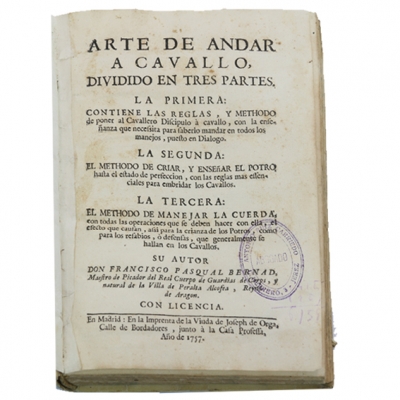 ARTE DE ANDAR
A CAVALLO,
DIVIDIDO EN TRES PARTES.
LA PRIMERA:
CONTIENE LAS REGLAS, Y METHODO
de poner al Cavallero Discipulo à cavallo, con la ense-
ñanza que necessita para saberlo mandar en todos los
manejos, puesto en Dialogo.
LA SEGUNDA:
EL METHODO DE CRIAR, Y ENSEñAR EL POTRO
hasta el estado de perfeccion, con las reglas mas essen-
ciales para embridar los Cavallos.
LA TERCERA:
EL METHODO DE MANEJAR LA CUERDA,
con todas las operaciones que se deben hacer con ella, el
efecto que causan, assi para la crianza de los Potros, como
para los resabios, ò defensas, que generalmente se
hallan en los Cavallos.
SU AUTOR
DON FRANCISCO PASQUAL BERNAD,
Maestro de Picador del Real Cuerpo de Guardias de Corps, y
natural de la Villa de Peralta Alcofea, Reyno
de Aragon.
CON LICENCIA.
En Madrid: En la Imprenta de la Viuda de Joseph de Orga,
Calle de Bordadores, junto à la Casa Professa,
Año de 1757.